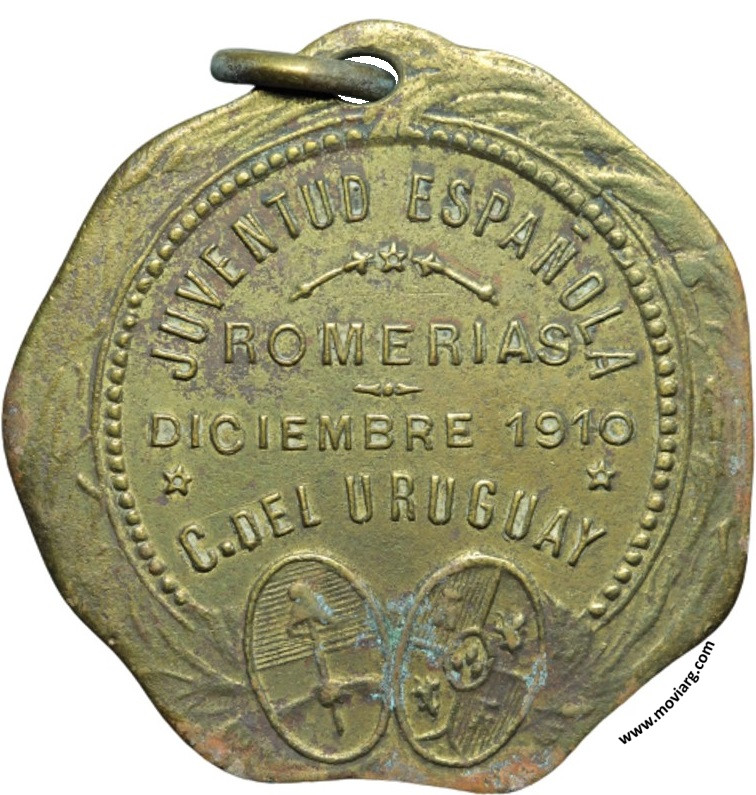 JUVENTUD ESPAÑOLA
ROMERIAS
DICIEMBRE 1910
C. DEL URUGUAY
www.moviarg.com